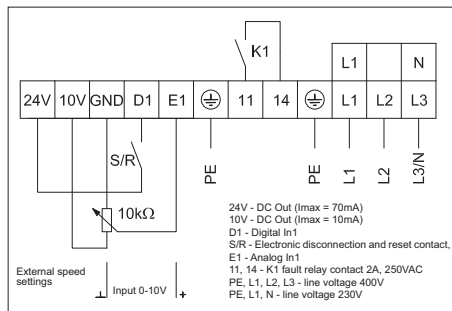 K1
L1 N
24V 10V GND D1 E1 11 14 L1 L2 L3
S/R
PE PE L1 L2 L3/N
10kΩ
24V - DC Out (Imax = 70mA)
10V - DC Out (Imax = 10mA)
D1 - Digital In1
S/R - Electronic disconnection and reset contact,
E1 - Analog In1
11, 14 - K1 fault relay contact 2A, 250VAC
PE, L1, L2, L3 - line voltage 400V
PE, L1, N - line voltage 230V
External speed
settings
⊥ Input 0-10V +